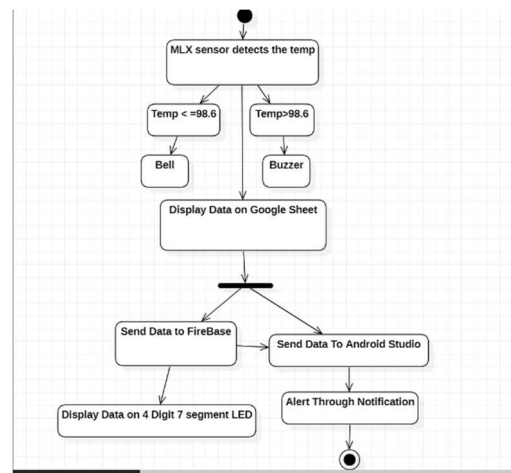 MLX sensor detects the temp
Temp < =98.6
Temp>98.6
Bell
Buzzer
Display Data on Google Sheet
Send Data to FireBase
Send Data To Android Studio
Display Data on 4 Digit 7 segment LED
Alert Through Notification